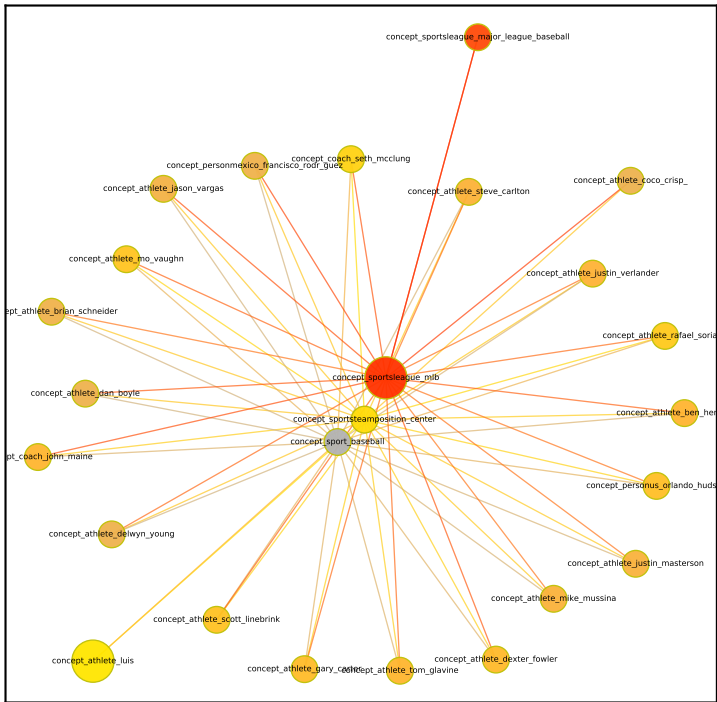 concept_sportsleague_major_league_baseball
concept_coach_seth_mcclung
concept_personmexico_francisco_rodr_guez
concept_athlete_jason_vargas
concept_athlete_steve_carlton
concept_athlete_coco_crisp_
concept_athlete_mo_vaughn
concept_athlete_justin_verlander
ept_athlete_brian_schneider
concept_athlete_rafael_soria
concept_sportsleague_mlb
concept_athlete_dan_boyle
concept_athlete_ben_her
concept_sportsteamposition_center
concept_sport_baseball
pt_coach_john_maine
concept_personus_orlando_huds
concept_athlete_delwyn_young
concept_athlete_justin_masterson
concept_athlete_mike_mussina
concept_athlete_scott_linebrink
concept_athlete_luis
concept_athlete_dexter_fowler
concept_athlete_gary_carter
concept_athlete_tom_glavine